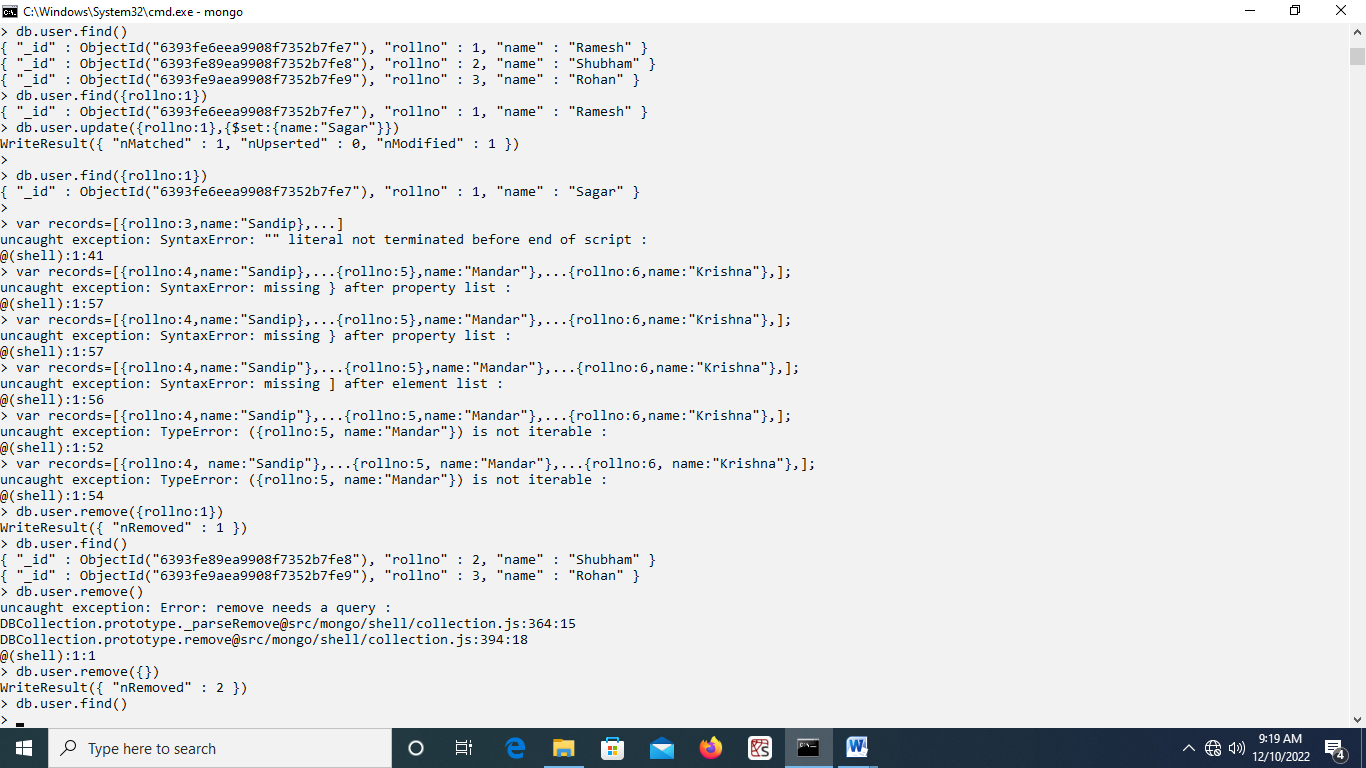 C:\Windows\System32\cmd.exe - mongo
> db.user.find()
{ "_id" : ObjectId("6393fe6eea9908f7352b7fe7"), "rollno" : 1, "name" : "Ramesh" }
{ "_id" : ObjectId("6393fe89ea9908f7352b7fe8"), "rollno" : 2, "name" : "Shubham" }
{ "_id" : ObjectId("6393fe9aea9908f7352b7fe9"), "rollno" : 3, "name" : "Rohan" }
> db.user.find({rollno:1})
{ "_id" : ObjectId("6393fe6eea9908f7352b7fe7"), "rollno" : 1, "name" : "Ramesh" }
> db.user.update({rollno:1},{$set:{name:"Sagar"}})
WriteResult({ "nMatched" : 1, "nUpserted" : 0, "nModified" : 1 })
>
> db.user.find({rollno:1})
{ "_id" : ObjectId("6393fe6eea9908f7352b7fe7"), "rollno" : 1, "name" : "Sagar" }
>
> var records=[{rollno:3,name:"Sandip},...]
uncaught exception: SyntaxError: "" literal not terminated before end of script :
@(shell):1:41
> var records=[{rollno:4,name:"Sandip},...{rollno:5},name:"Mandar"},...{rollno:6,name:"Krishna"},];
uncaught exception: SyntaxError: missing } after property list :
@(shell):1:57
> var records=[{rollno:4,name:"Sandip},...{rollno:5},name:"Mandar"},...{rollno:6,name:"Krishna"},];
uncaught exception: SyntaxError: missing } after property list :
@(shell):1:57
> var records=[{rollno:4,name:"Sandip"},...{rollno:5},name:"Mandar"},...{rollno:6,name:"Krishna"},];
uncaught exception: SyntaxError: missing ] after element list :
@(shell):1:56
> var records=[{rollno:4,name:"Sandip"},...{rollno:5,name:"Mandar"},...{rollno:6,name:"Krishna"},];
uncaught exception: TypeError: ({rollno:5, name:"Mandar"}) is not iterable :
@(shell):1:52
> var records=[{rollno:4, name:"Sandip"},...{rollno:5, name:"Mandar"},...{rollno:6, name:"Krishna"},];
uncaught exception: TypeError: ({rollno:5, name:"Mandar"}) is not iterable :
@(shell):1:54
> db.user.remove({rollno:1})
WriteResult({ "nRemoved" : 1 })
> db.user.find()
{ "_id" : ObjectId("6393fe89ea9908f7352b7fe8"), "rollno" : 2, "name" : "Shubham" }
{ "_id" : ObjectId("6393fe9aea9908f7352b7fe9"), "rollno" : 3, "name" : "Rohan" }
> db.user.remove()
uncaught exception: Error: remove needs a query :
DBCollection.prototype._parseRemove@src/mongo/shell/collection.js:364:15
DBCollection.prototype.remove@src/mongo/shell/collection.js:394:18
@(shell):1:1
> db.user.remove({})
WriteResult({ "nRemoved" : 2 })
> db.user.find()
>
Type here to search
9:19 AM
12/10/2022
4